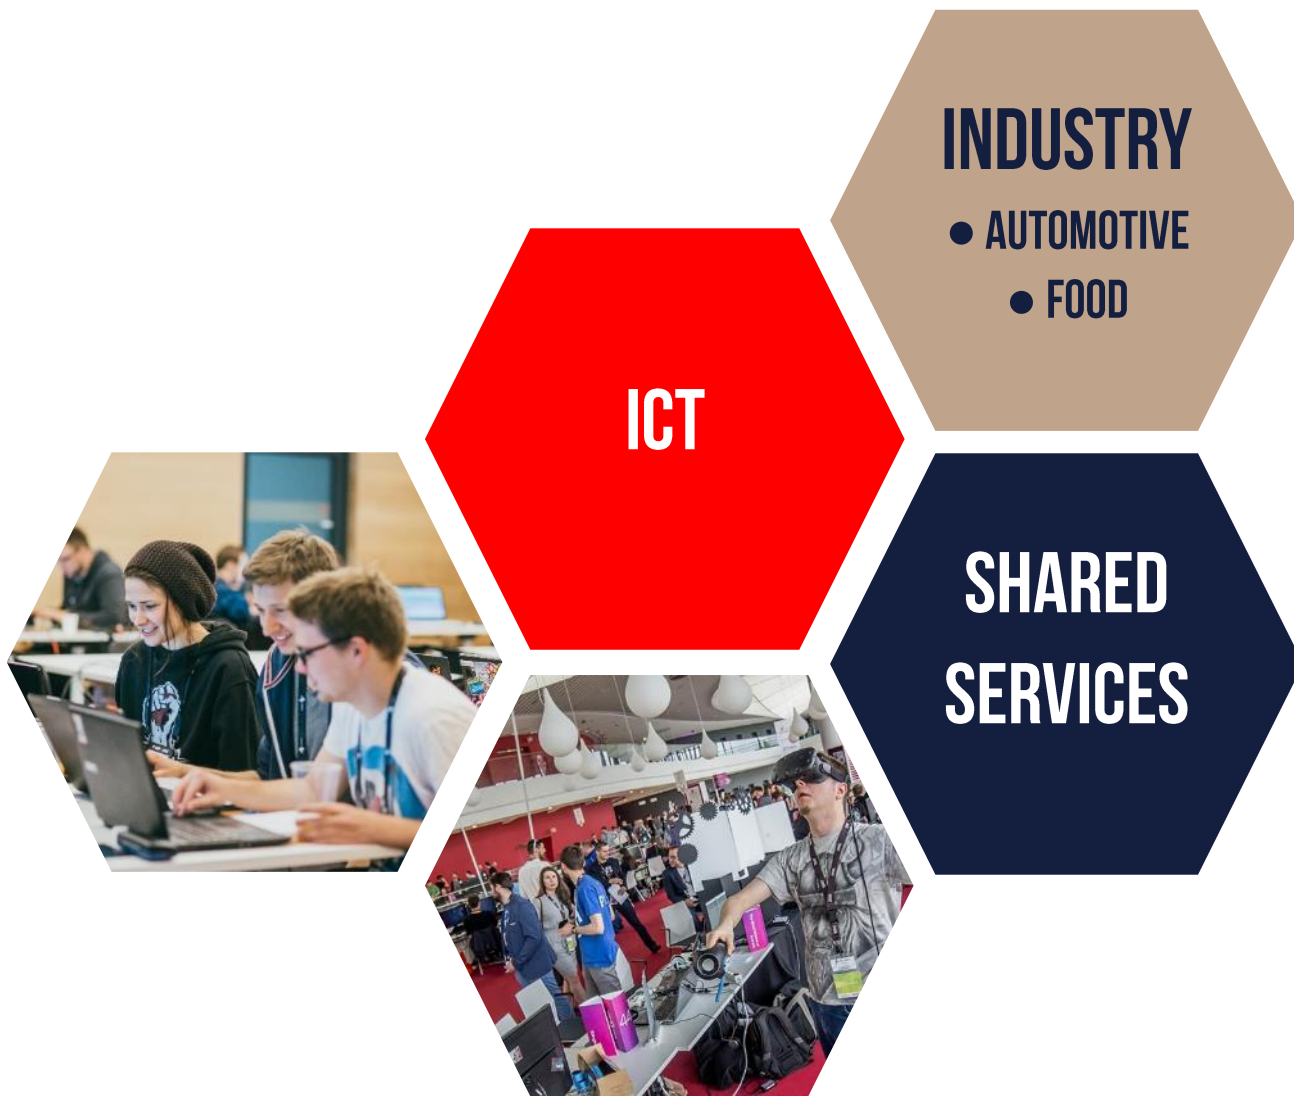 INDUSTRY
● AUTOMOTIVE
● FOOD
ICT
SHARED
SERVICES